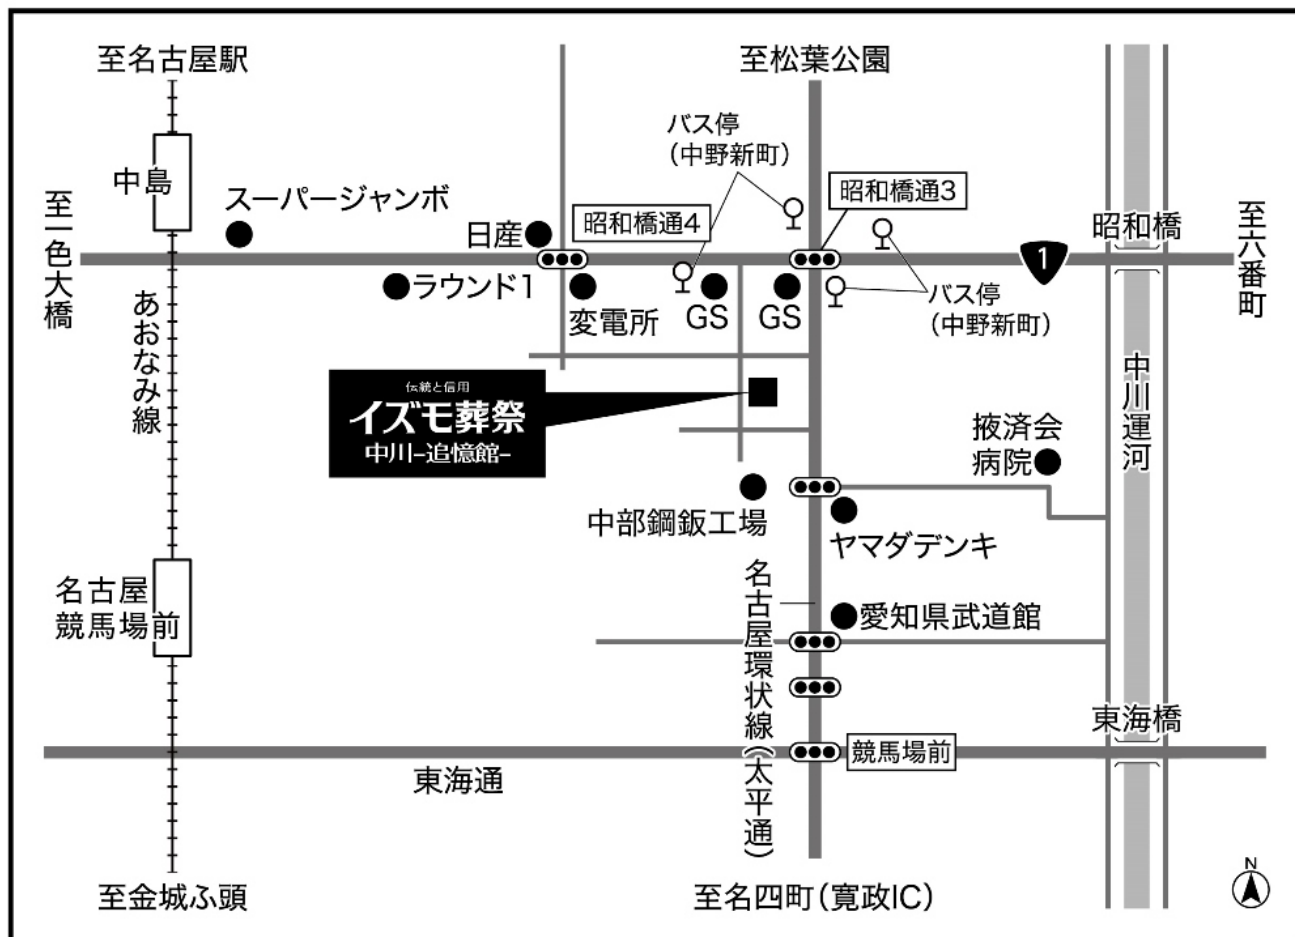 至名古屋駅
至松葉公園
バス停
(中野新町)
中島
スーパージャンボ
日産
昭和橋通4
昭和橋通3
昭和橋
至一色大橋
至六番町
1
ラウンド1
変電所
GS
GS
バス停
(中野新町)
あおなみ線
伝統と信用
イズモ葬祭
中川-追憶館-
中川運河
掖済会
病院
中部鋼鈑工場
ヤマダデンキ
名古屋
競馬場前
愛知県武道館
名古屋環状線(太平通)
東海橋
競馬場前
東海通
至金城ふ頭
至名四町(寛政IC)
N